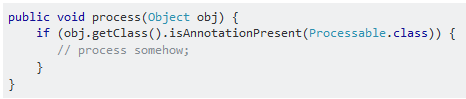 public void process(Object obj) {
    if (obj.getClass().isAnnotationPresent(Processable.class)) {
        // process somehow;
    }
}